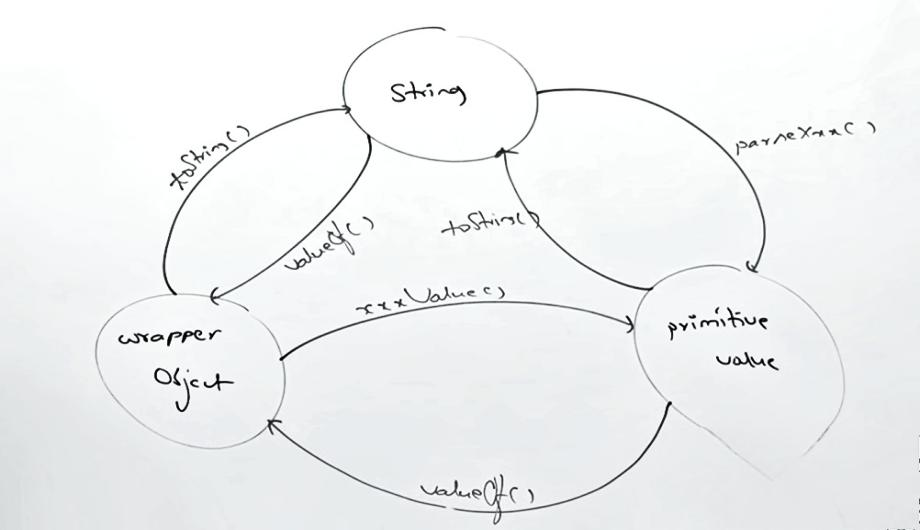 String
toString()
parseXxx()
toString()
valueOf()
xxxValue()
wrapper
Object
primitive
value
valueOf()